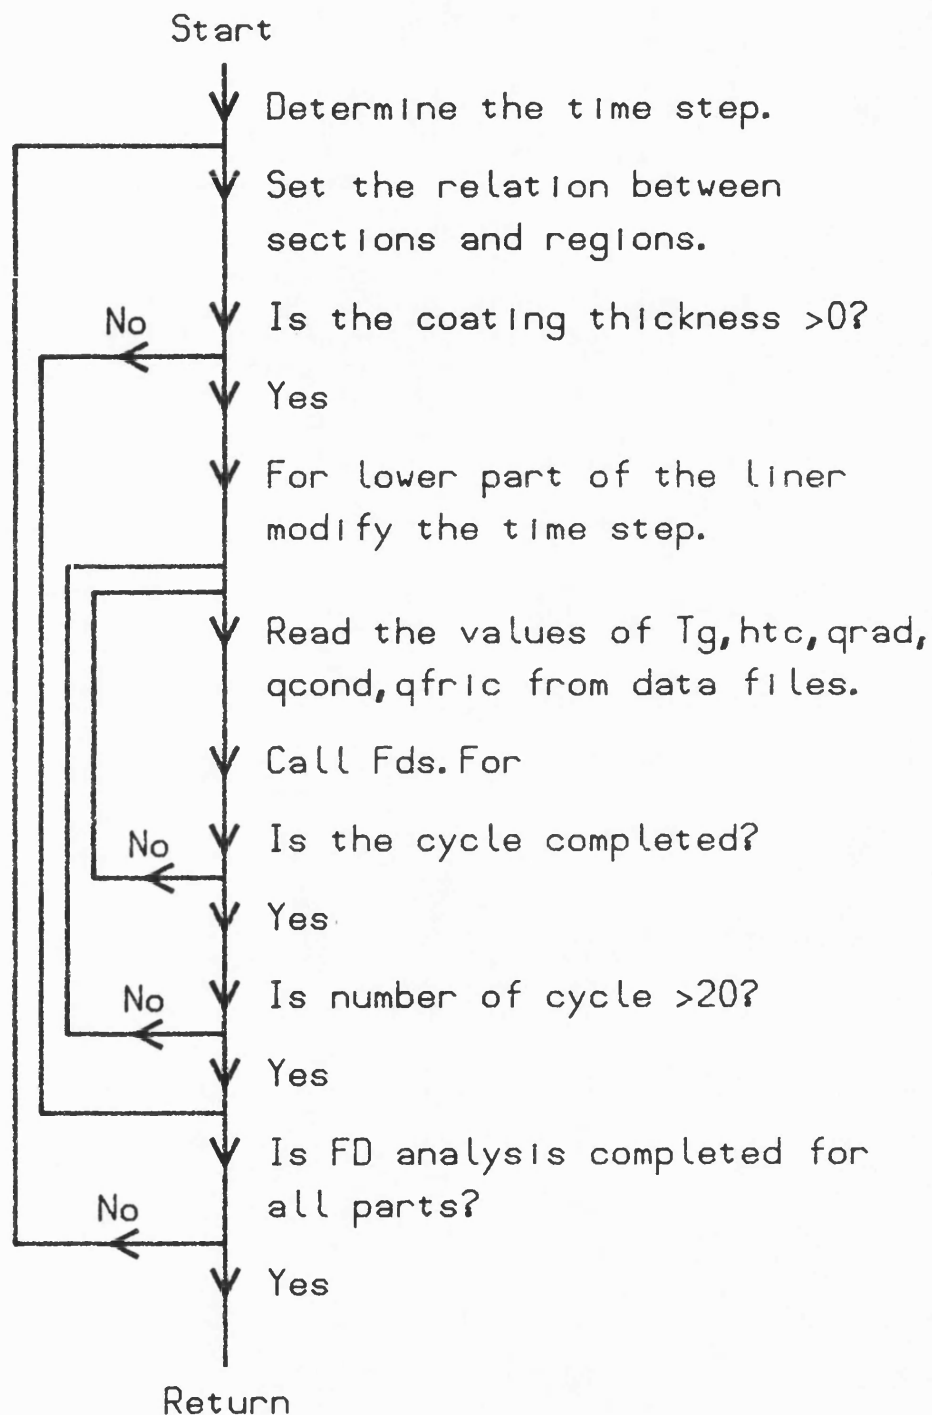 Start
Determine the time step.
Set the relation between
sections and regions.
No
Is the coating thickness >0?
Yes
For lower part of the liner
modify the time step.
Read the values of Tg,htc,qrad,
qcond,qfric from data files.
Call Fds.For
No
Is the cycle completed?
Yes
No
Is number of cycle >20?
Yes
Is FD analysis completed for
all parts?
No
Yes
Return